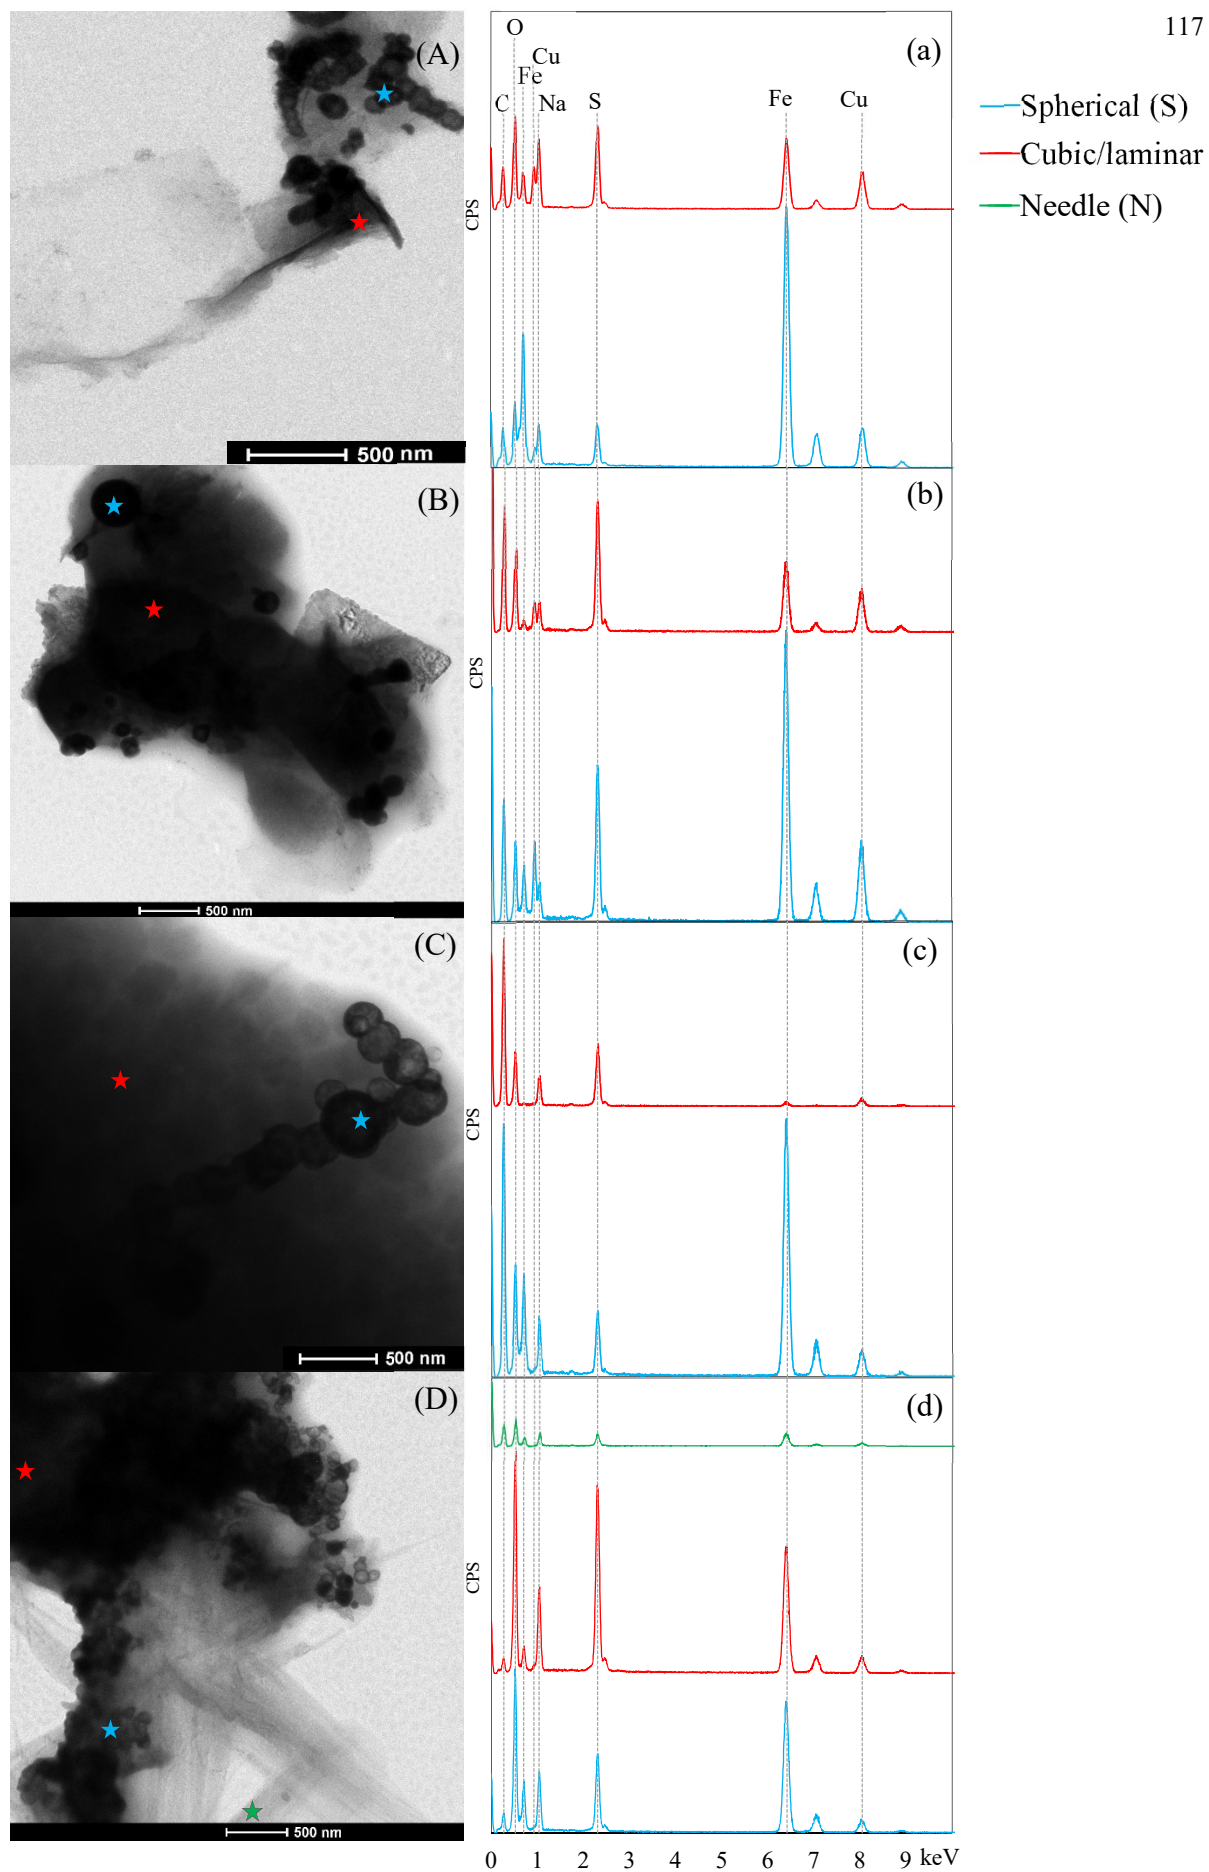 117
(A)
500 nm
(B)
500 nm
(C)
500 nm
(D)
500 nm
O
Cu
Fe
C
Na
S
Fe
Cu
(a)
CPS
(b)
CPS
(c)
CPS
(d)
CPS
0 1 2 3 4 5 6 7 8 9 keV
Spherical (S)
Cubic/laminar
Needle (N)